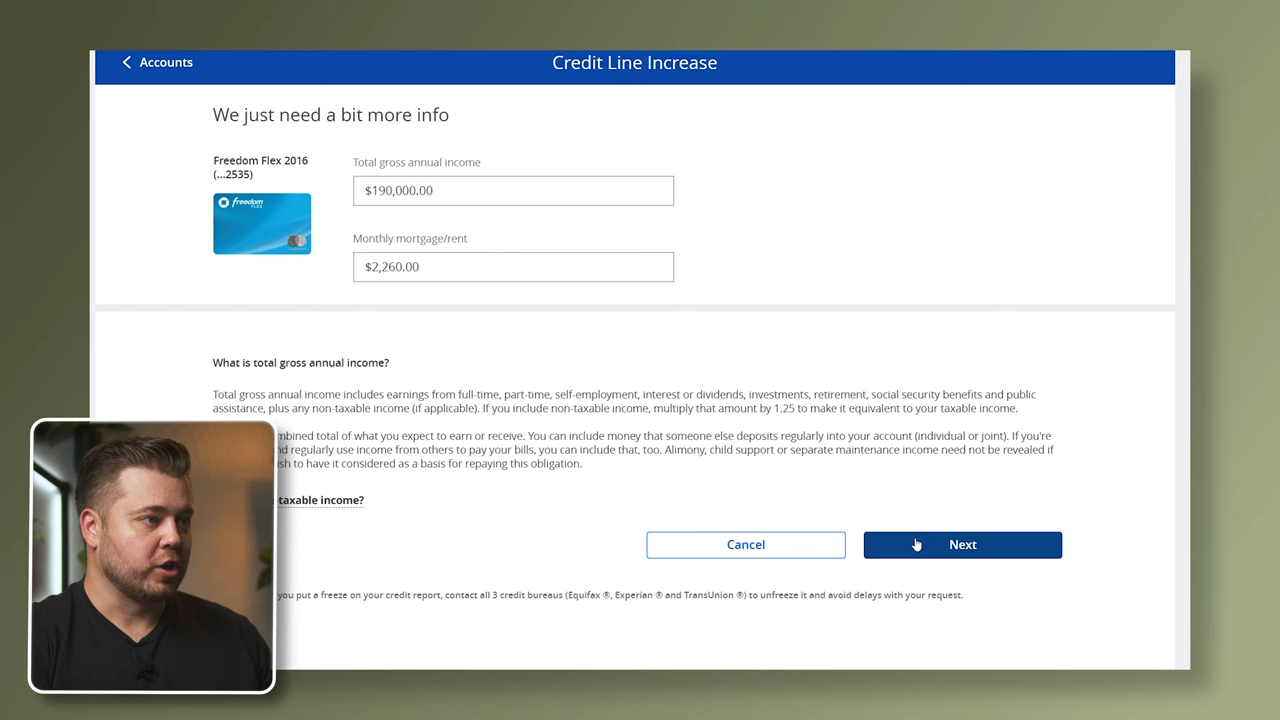 Accounts
Credit Line Increase
We just need a bit more info
Freedom Flex 2016
(...2535)
freedom
FLEX
Total gross annual income
$190,000.00
Monthly mortgage/rent
$2,260.00
What is total gross annual income?
Total gross annual income includes earnings from full-time, part-time, self-employment, interest or dividends, investments, retirement, social security benefits and public
assistance, plus any non-taxable income (if applicable). If you include non-taxable income, multiply that amount by 1.25 to make it equivalent to your taxable income.
mbined total of what you expect to earn or receive. You can include money that someone else deposits regularly into your account (individual or joint). If you're
nd regularly use income from others to pay your bills, you can include that, too. Alimony, child support or separate maintenance income need not be revealed if
sh to have it considered as a basis for repaying this obligation.
-taxable income?
Cancel
Next
you put a freeze on your credit report, contact all 3 credit bureaus (Equifax ®, Experian ® and TransUnion ®) to unfreeze it and avoid delays with your request.